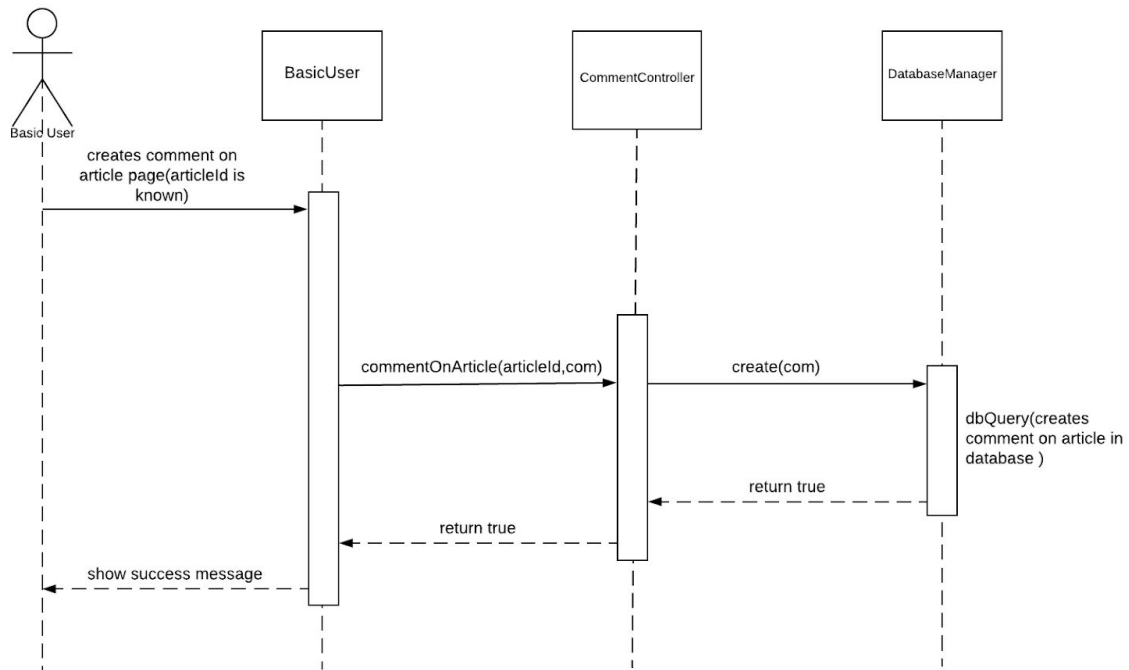 BasicUser
CommentController
DatabaseManager
Basic User
creates comment on
article page(articleId is
known)
commentOnArticle(articleId,com)
create(com)
dbQuery(creates
comment on article in
database )
return true
return true
show success message